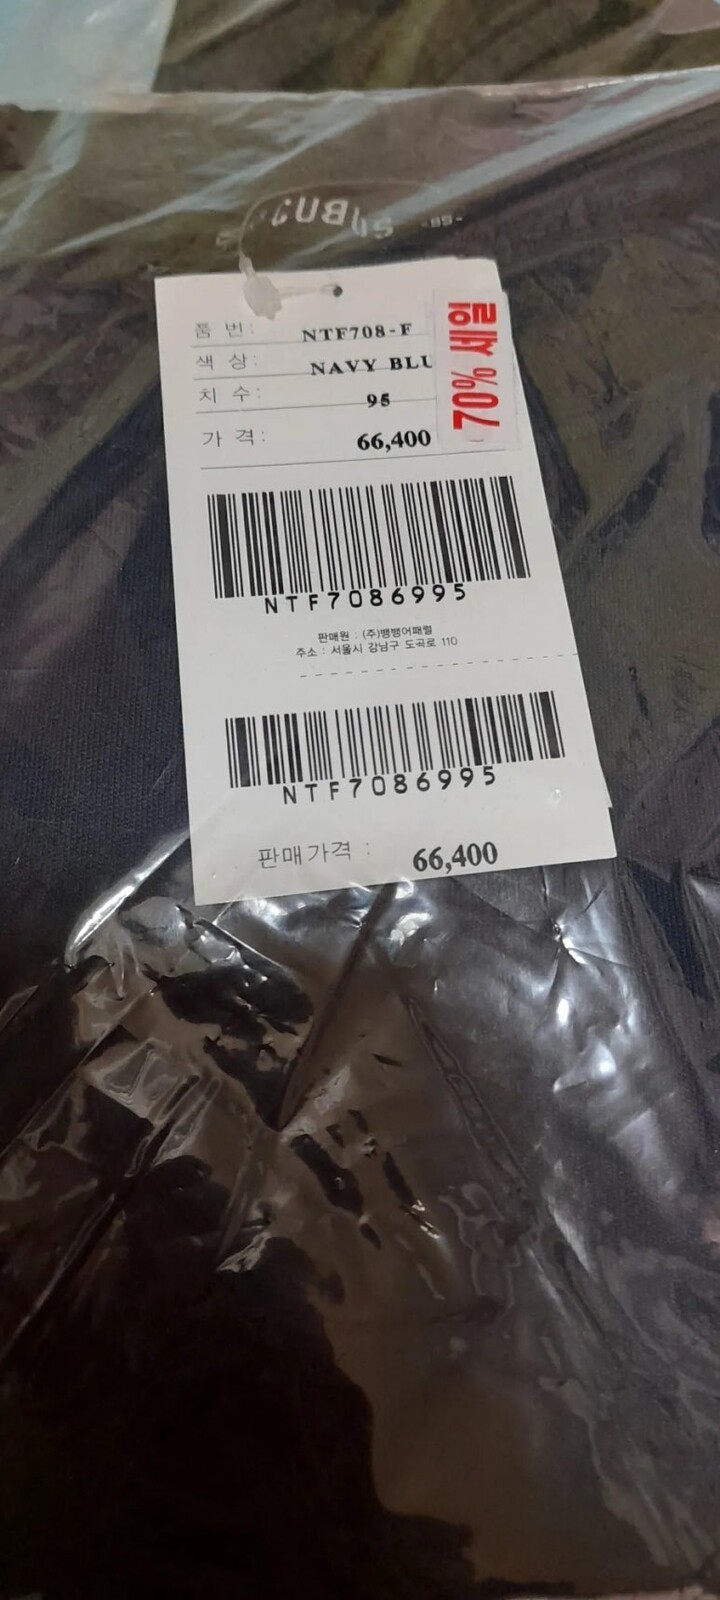 품 번: NTF708-F
색 상: NAVY BLU
치 수: 95
가 격: 66,400
70% 세일
NTF7086995
판매원 : (주)뱅뱅어패럴
주소 : 서울시 강남구 도곡로 110
NTF7086995
판매가격 : 66,400